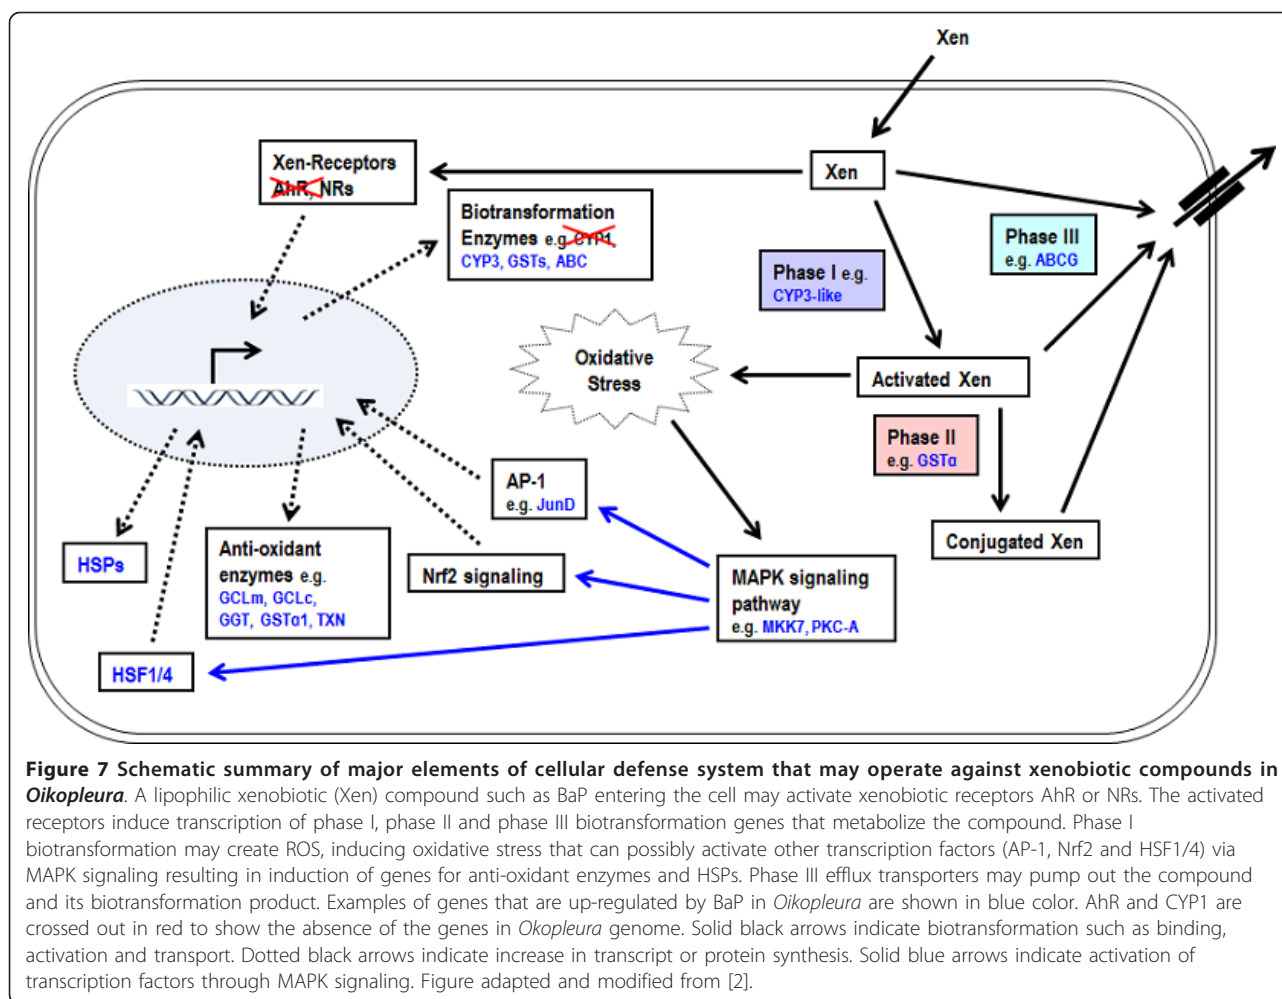 Xen
Xen
Xen-Receptors
AhR, NRs
Biotransformation
Enzymes e.g. CYP1,
CYP3, GSTs, ABC
Phase III
e.g. ABCG
Phase I e.g.
CYP3-like
Oxidative
Stress
Activated Xen
Phase II
e.g. GSTα
AP-1
e.g. JunD
Conjugated Xen
HSPs
Anti-oxidant
enzymes e.g.
GCLm, GCLc,
GGT, GSTα1, TXN
Nrf2 signaling
MAPK signaling
pathway
e.g. MKK7, PKC-A
HSF1/4
Figure 7 Schematic summary of major elements of cellular defense system that may operate against xenobiotic compounds in
Oikopleura. A lipophilic xenobiotic (Xen) compound such as BaP entering the cell may activate xenobiotic receptors AhR or NRs. The activated
receptors induce transcription of phase I, phase II and phase III biotransformation genes that metabolize the compound. Phase I
biotransformation may create ROS, inducing oxidative stress that can possibly activate other transcription factors (AP-1, Nrf2 and HSF1/4) via
MAPK signaling resulting in induction of genes for anti-oxidant enzymes and HSPs. Phase III efflux transporters may pump out the compound
and its biotransformation product. Examples of genes that are up-regulated by BaP in Oikopleura are shown in blue color. AhR and CYP1 are
crossed out in red to show the absence of the genes in Okopleura genome. Solid black arrows indicate biotransformation such as binding,
activation and transport. Dotted black arrows indicate increase in transcript or protein synthesis. Solid blue arrows indicate activation of
transcription factors through MAPK signaling. Figure adapted and modified from [2].